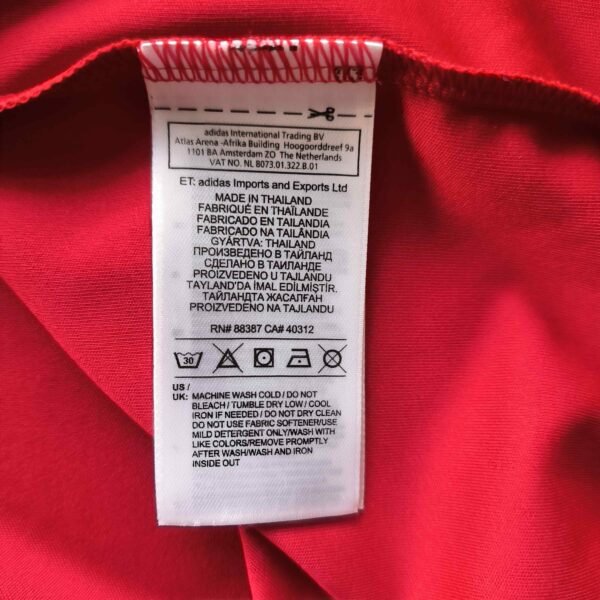 adidas International Trading BV
Atlas Arena -Afrika Building Hoogoorddreef 9a
1101 BA Amsterdam ZO The Netherlands
VAT NO. NL 8073.01.322.B.01
ET: adidas Imports and Exports Ltd
MADE IN THAILAND
FABRIQUÉ EN THAÏLANDE
FABRICADO EN TAILANDIA
FABRICADO NA TAILÂNDIA
GYÁRTVA: THAILAND
ПРОИЗВЕДЕНО В ТАЙЛАНД
СДЕЛАНО В ТАИЛАНДЕ
PROIZVEDENO U TAJLANDU
TAYLAND'DA İMAL EDİLMİŞTİR.
ТАЙЛАНДТА ЖАСАЛҒАН
PROIZVEDENO NA TAJLANDU
RN# 88387 CA# 40312
30
US /
UK: MACHINE WASH COLD / DO NOT
BLEACH / TUMBLE DRY LOW / COOL
IRON IF NEEDED / DO NOT DRY CLEAN
DO NOT USE FABRIC SOFTENER/USE
MILD DETERGENT ONLY/WASH WITH
LIKE COLORS/REMOVE PROMPTLY
AFTER WASH/WASH AND IRON
INSIDE OUT